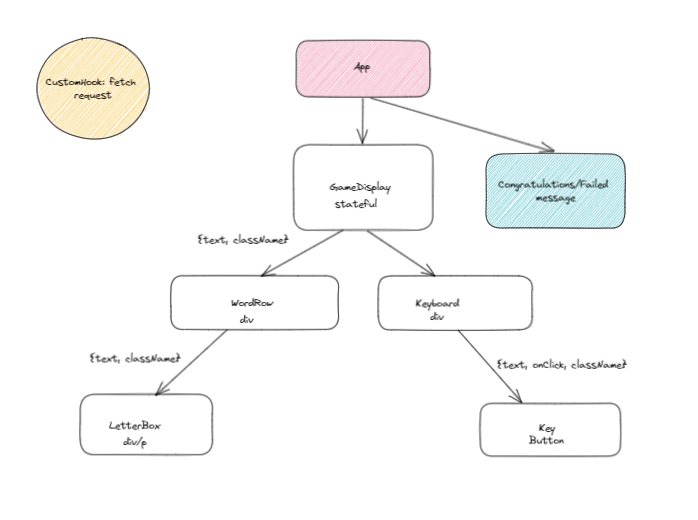 CustomHook: fetch
request
App
GameDisplay
stateful
Congratulations/Failed
message
{text, className}
WordRow
div
Keyboard
div
{text, className}
{text, onClick, className}
LetterBox
div/p
Key
Button